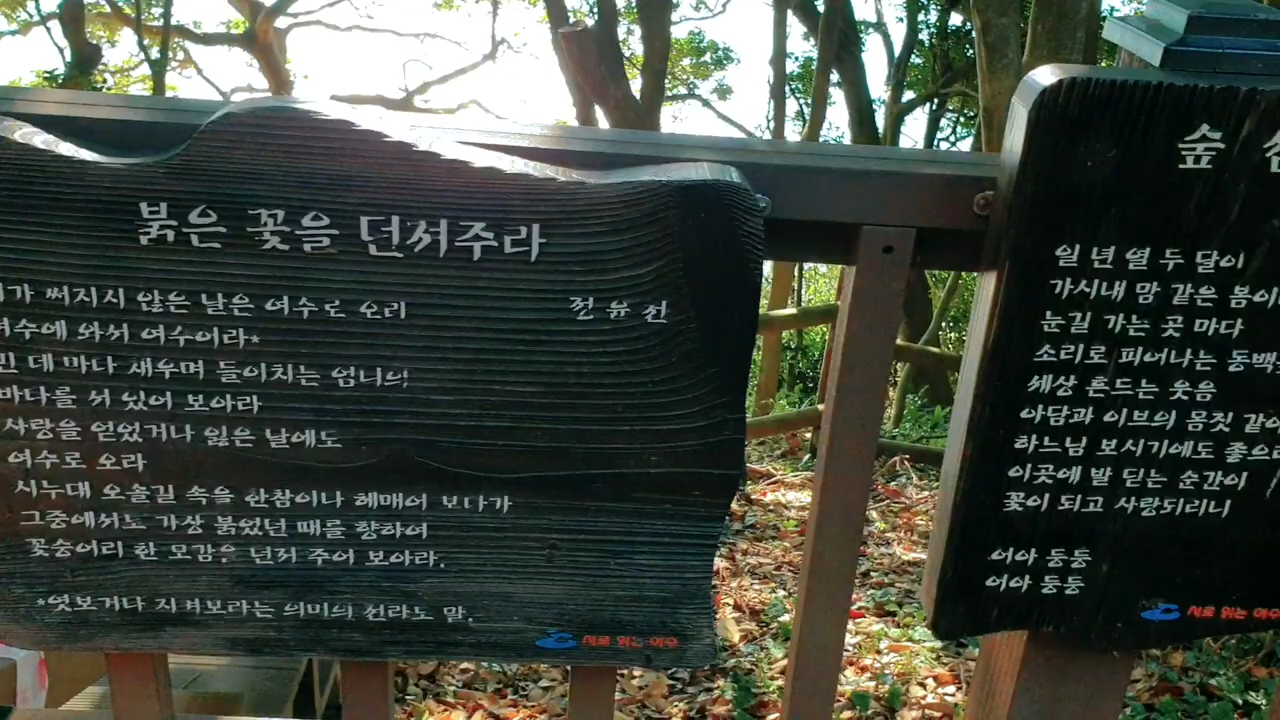 붉은 꽃을 던져주라
전윤선
써지지 않은 날은 여수로 오라
여수에 와서 여수이라*
데 마다 새우며 들이치는 엄니의
바다를 서 있어 보아라
사랑을 얻었거나 잃은 날에도
여수로 오라
시누대 오솔길 속을 한참이나 헤매어 보다가
그중에서도 가장 붉었던 때를 향하여
꽃숭어리 한 모감을 던져 주어 보아라.
*엿보거나 지켜보라는 의미의 전라도 말.
시로 읽는 여수
숲
일 년 열 두 달이
가시내 맘 같은 봄이
눈길 가는 곳 마다
소리로 피어나는 동백
세상 흔드는 웃음
아담과 이브의 몸짓 같이
하느님 보시기에도 좋으
이곳에 발 딛는 순간이
꽃이 되고 사랑되리니
어아 둥둥
어아 둥둥
시로 읽는 여수